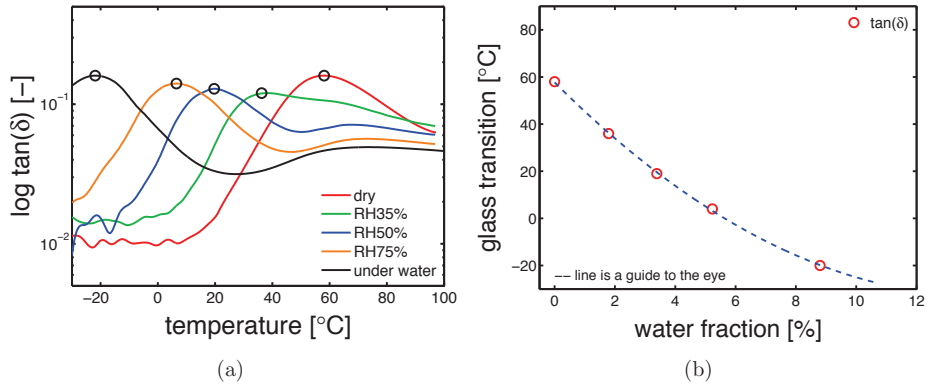 log tan(δ) [-]
10⁻¹
10⁻²
dry
RH35%
RH50%
RH75%
under water
−20 0 20 40 60 80 100
temperature [°C]
(a)
glass transition [°C]
80
60
40
20
0
−20
tan(δ)
−− line is a guide to the eye
0 2 4 6 8 10 12
water fraction [%]
(b)